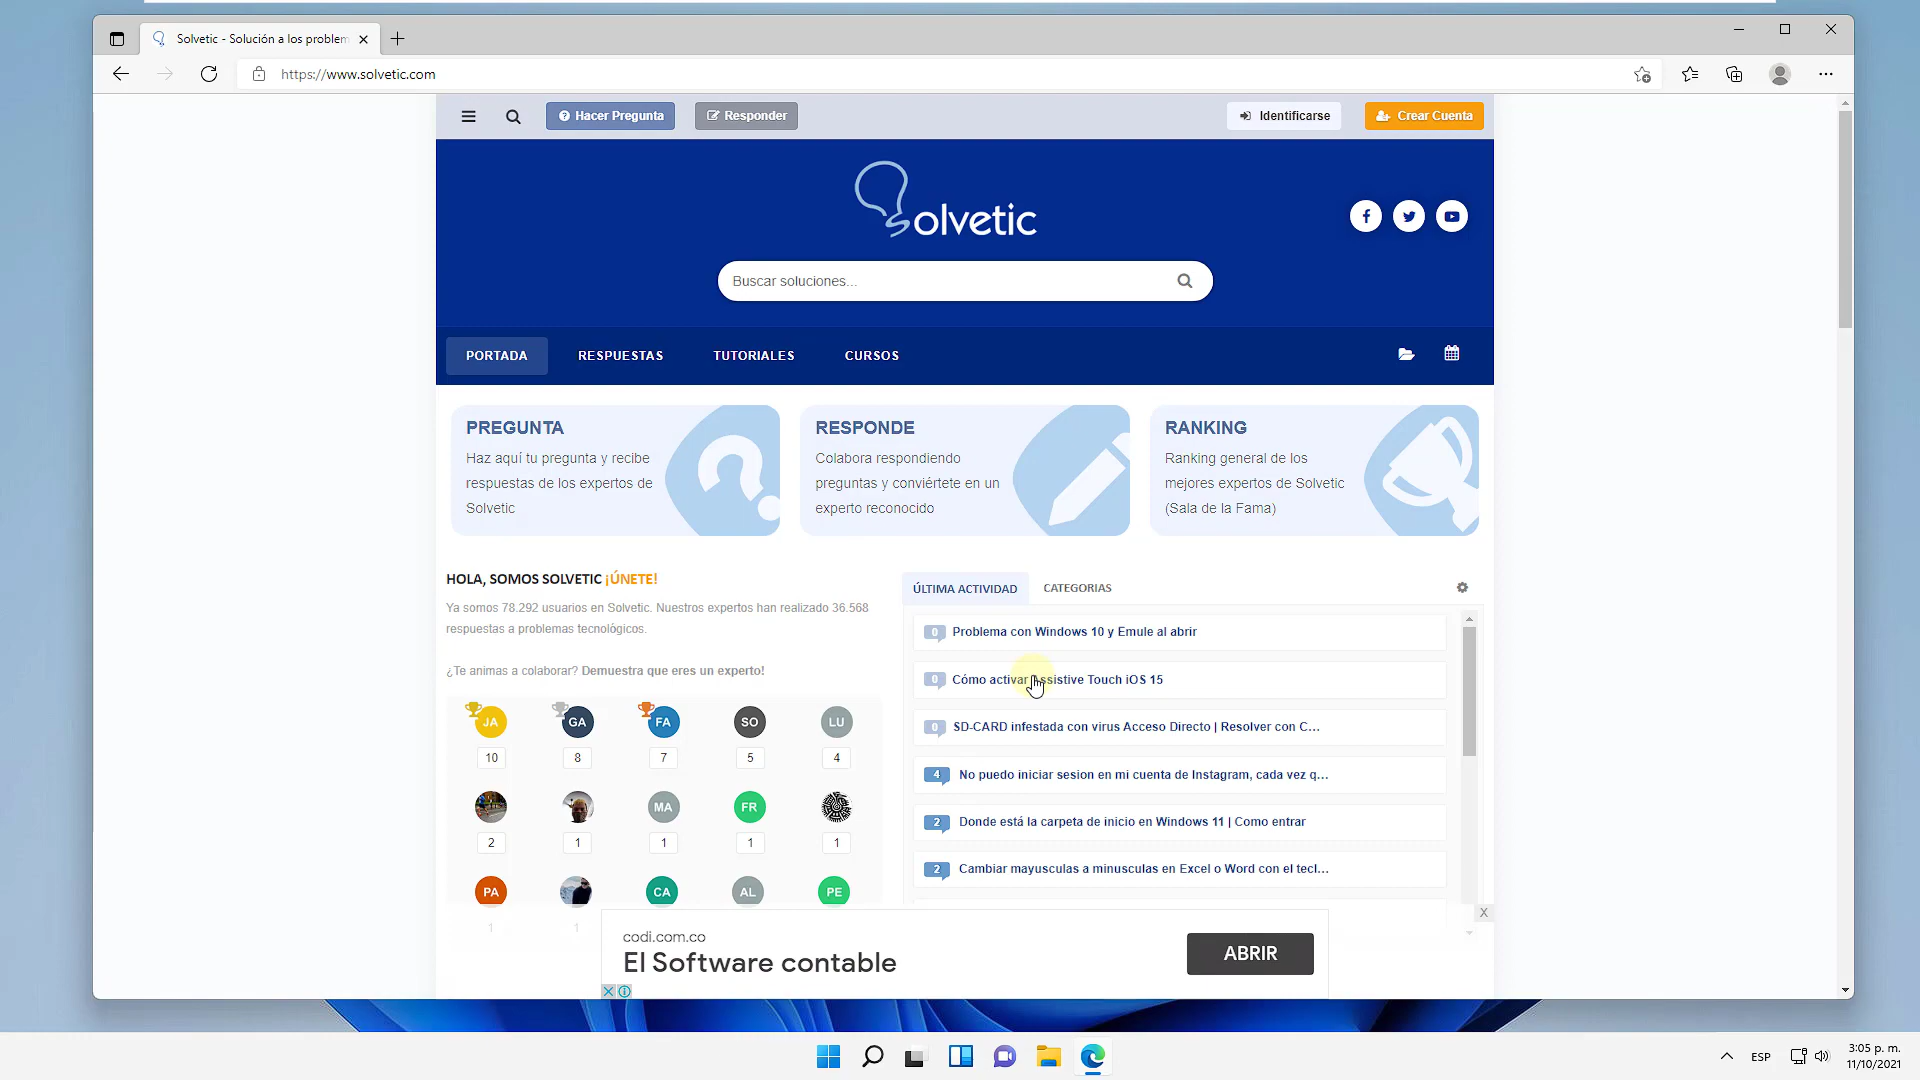 Solvetic - Solución a los problem
https://www.solvetic.com
Hacer Pregunta
Responder
Identificarse
Crear Cuenta
Solvetic
Buscar soluciones...
PORTADA
RESPUESTAS
TUTORIALES
CURSOS
PREGUNTA
Haz aquí tu pregunta y recibe
respuestas de los expertos de
Solvetic
RESPONDE
Colabora respondiendo
preguntas y conviértete en un
experto reconocido
RANKING
Ranking general de los
mejores expertos de Solvetic
(Sala de la Fama)
HOLA, SOMOS SOLVETIC ¡ÚNETE!
Ya somos 78.292 usuarios en Solvetic. Nuestros expertos han realizado 36.568
respuestas a problemas tecnológicos.
¿Te animas a colaborar? Demuestra que eres un experto!
JA GA FA SO LU
10 8 7 5 4
MA FR
2 1 1 1 1
PA CA AL PE
1 1
ÚLTIMA ACTIVIDAD
CATEGORIAS
0 Problema con Windows 10 y Emule al abrir
0 Cómo activar Assistive Touch iOS 15
0 SD-CARD infestada con virus Acceso Directo | Resolver con C...
4 No puedo iniciar sesion en mi cuenta de Instagram, cada vez q...
2 Donde está la carpeta de inicio en Windows 11 | Como entrar
2 Cambiar mayusculas a minusculas en Excel o Word con el tecl...
X
codi.com.co
El Software contable
ABRIR
ESP
3:05 p. m.
11/10/2021